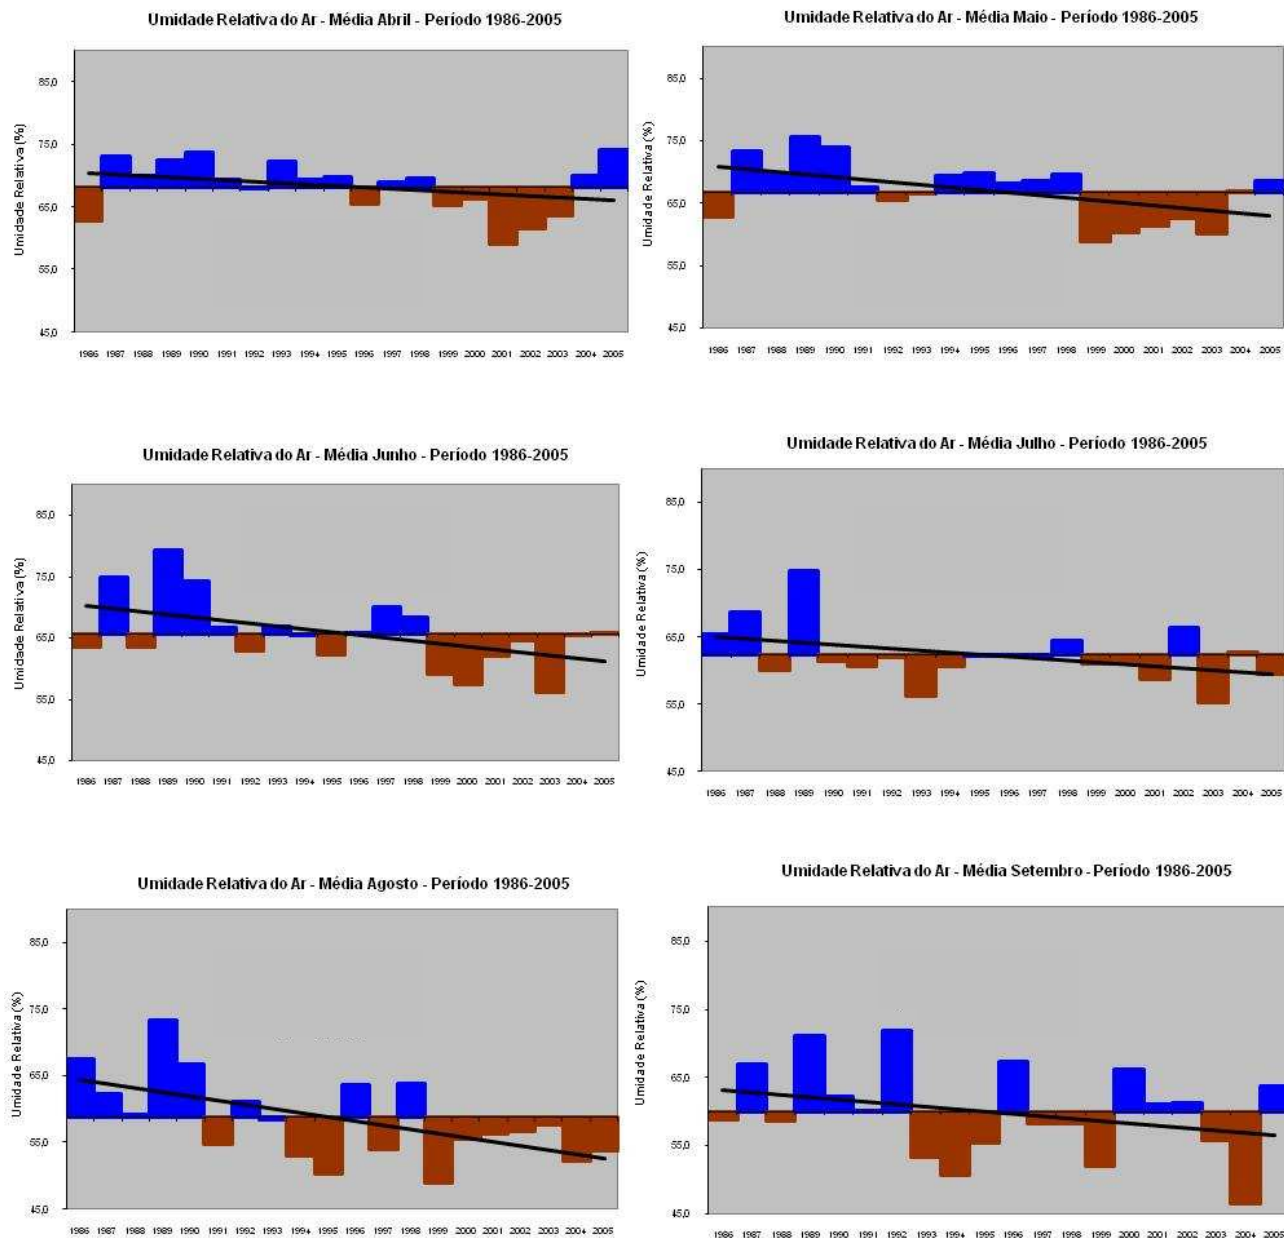 Umidade Relativa do Ar - Média Abril - Período 1986-2005
Umidade Relativa (%)
85,0
75,0
65,0
55,0
45,0
1986 1987 1988 1989 1990 1991 1992 1993 1994 1995 1996 1997 1998 1999 2000 2001 2002 2003 2004 2005
Umidade Relativa do Ar - Média Maio - Período 1986-2005
Umidade Relativa (%)
85,0
75,0
65,0
55,0
45,0
1986 1987 1988 1989 1990 1991 1992 1993 1994 1995 1996 1997 1998 1999 2000 2001 2002 2003 2004 2005
Umidade Relativa do Ar - Média Junho - Período 1986-2005
Umidade Relativa (%)
85,0
75,0
65,0
55,0
45,0
1986 1987 1988 1989 1990 1991 1992 1993 1994 1995 1996 1997 1998 1999 2000 2001 2002 2003 2004 2005
Umidade Relativa do Ar - Média Julho - Período 1986-2005
Umidade Relativa (%)
85,0
75,0
65,0
55,0
45,0
1986 1987 1988 1989 1990 1991 1992 1993 1994 1995 1996 1997 1998 1999 2000 2001 2002 2003 2004 2005
Umidade Relativa do Ar - Média Agosto - Período 1986-2005
Umidade Relativa (%)
85,0
75,0
65,0
55,0
45,0
1986 1987 1988 1989 1990 1991 1992 1993 1994 1995 1996 1997 1998 1999 2000 2001 2002 2003 2004 2005
Umidade Relativa do Ar - Média Setembro - Período 1986-2005
Umidade Relativa (%)
85,0
75,0
65,0
55,0
45,0
1986 1987 1988 1989 1990 1991 1992 1993 1994 1995 1996 1997 1998 1999 2000 2001 2002 2003 2004 2005